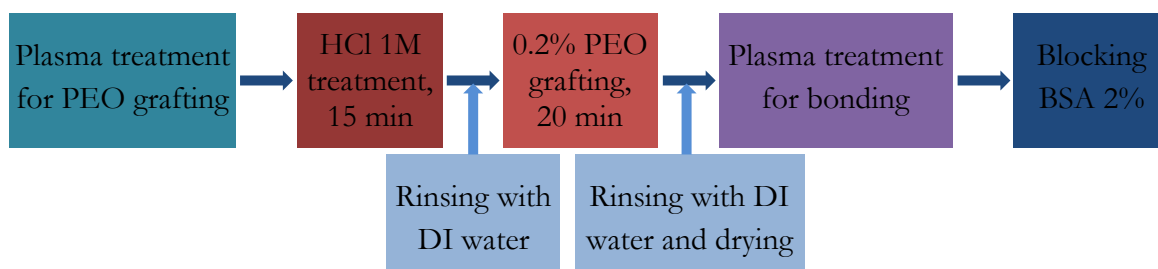 Plasma treatment
for PEO grafting
HCl 1M
treatment,
15 min
0.2% PEO
grafting,
20 min
Plasma treatment
for bonding
Blocking
BSA 2%
Rinsing with
DI water
Rinsing with DI
water and drying